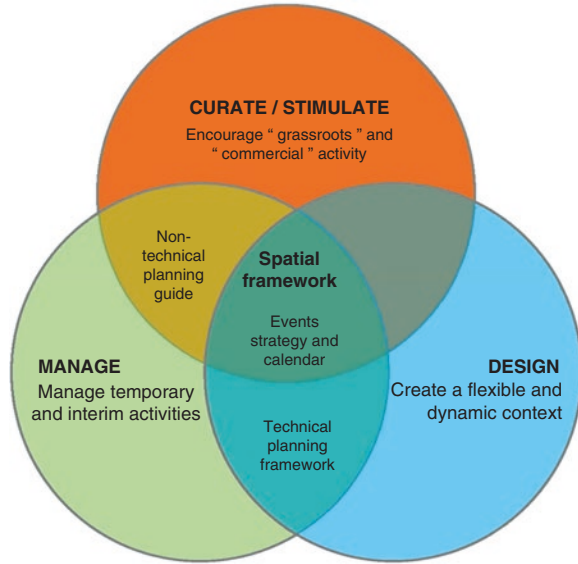 CURATE / STIMULATE
Encourage “ grassroots ” and
“ commercial ” activity
Non-
technical
planning
guide
Spatial
framework
Events
strategy and
calendar
MANAGE
Manage temporary
and interim activities
DESIGN
Create a flexible and
dynamic context
Technical
planning
framework